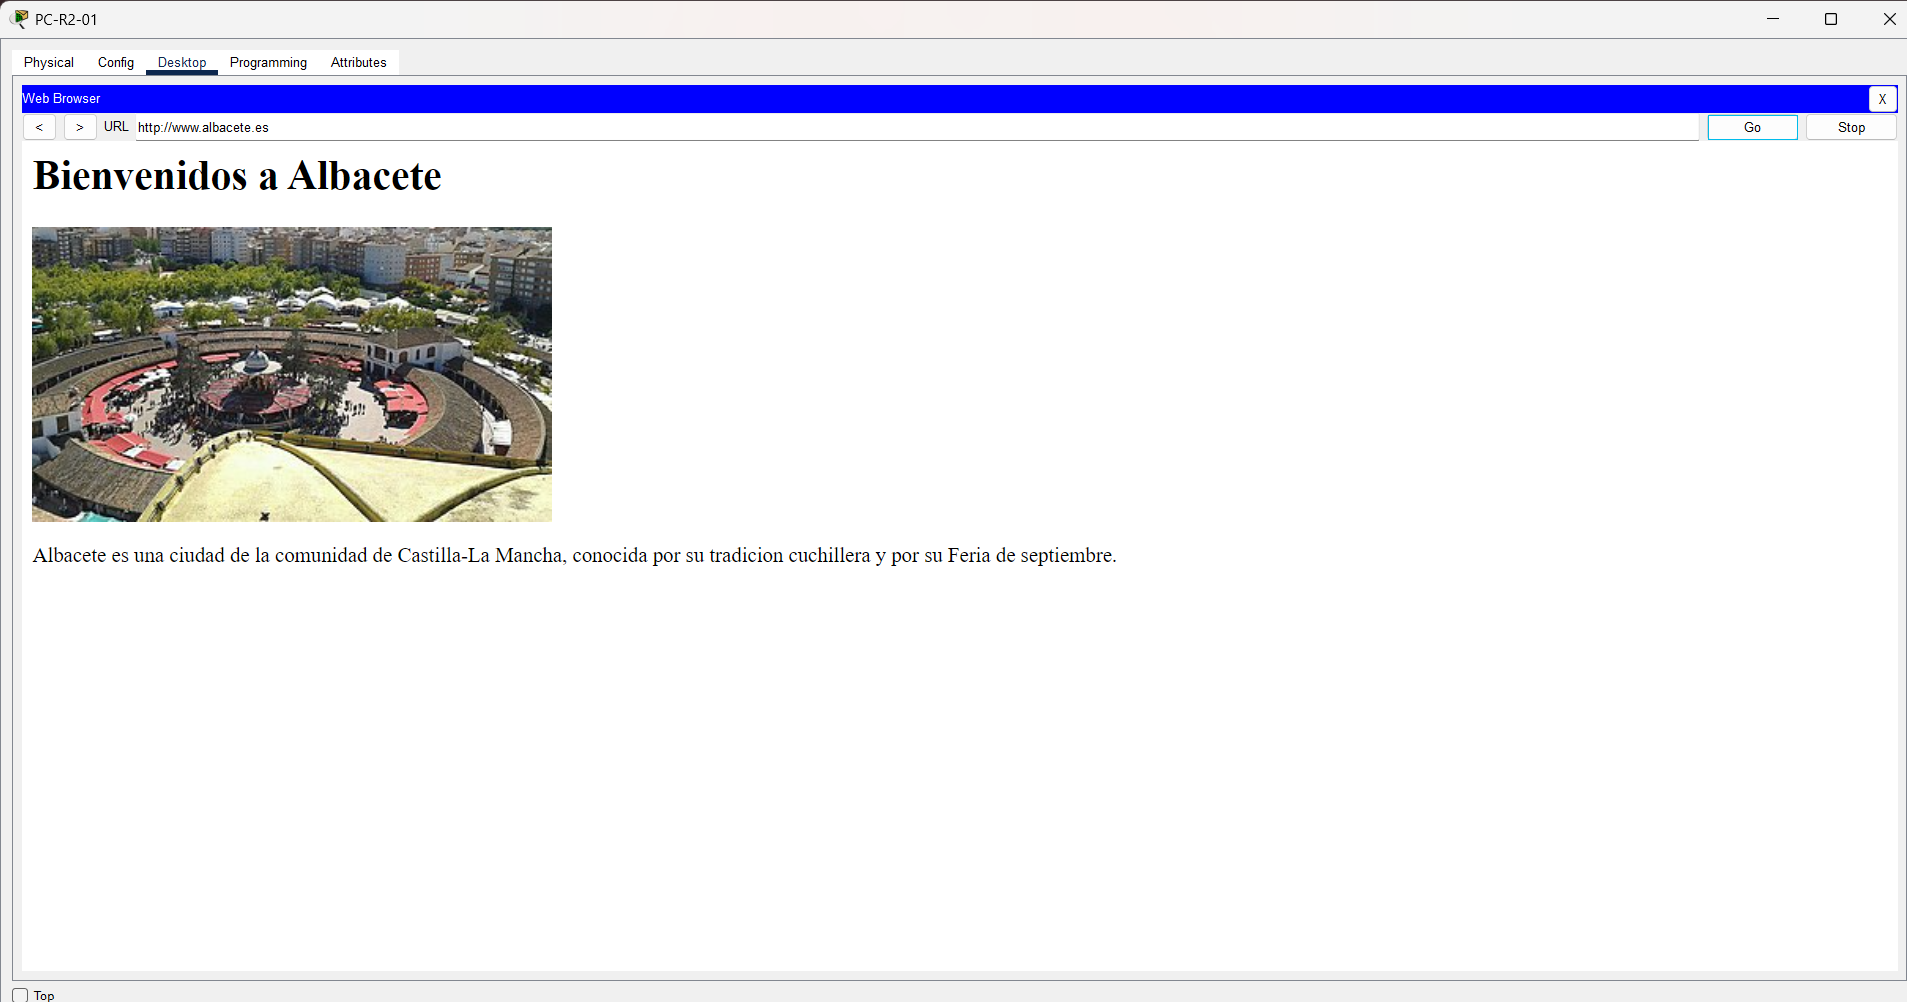 PC-R2-01
Physical Config Desktop Programming Attributes
Web Browser X
< > URL http://www.albacete.es Go Stop
Bienvenidos a Albacete
Albacete es una ciudad de la comunidad de Castilla-La Mancha, conocida por su tradicion cuchillera y por su Feria de septiembre.
Top